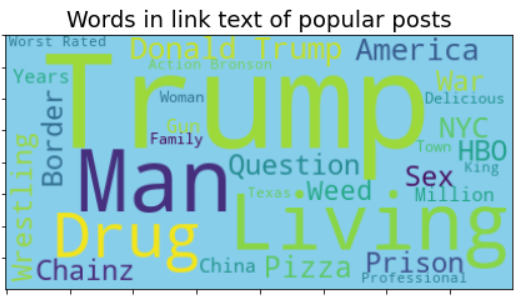 Words in link text of popular posts
Worst Rated
Donald Trump
America
Action Bronson
Years
Trump
War
Woman
Delicious
Border
Gun
NYC
Family
Town
HBO
Man
Question
King
Wrestling
Sex
Texas
Weed
Million
Living
Drug
Chainz
China
Pizza
Prison
Professional